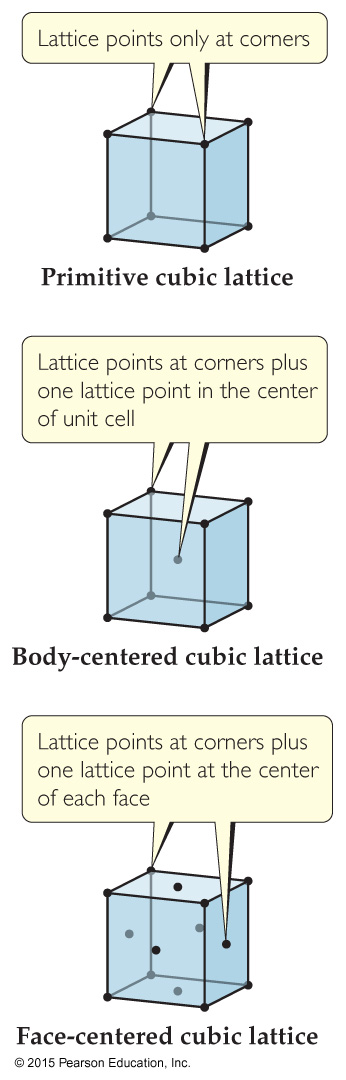 Lattice points only at corners
Primitive cubic lattice
Lattice points at corners plus
one lattice point in the center
of unit cell
Body-centered cubic lattice
Lattice points at corners plus
one lattice point at the center
of each face
Face-centered cubic lattice
© 2015 Pearson Education, Inc.